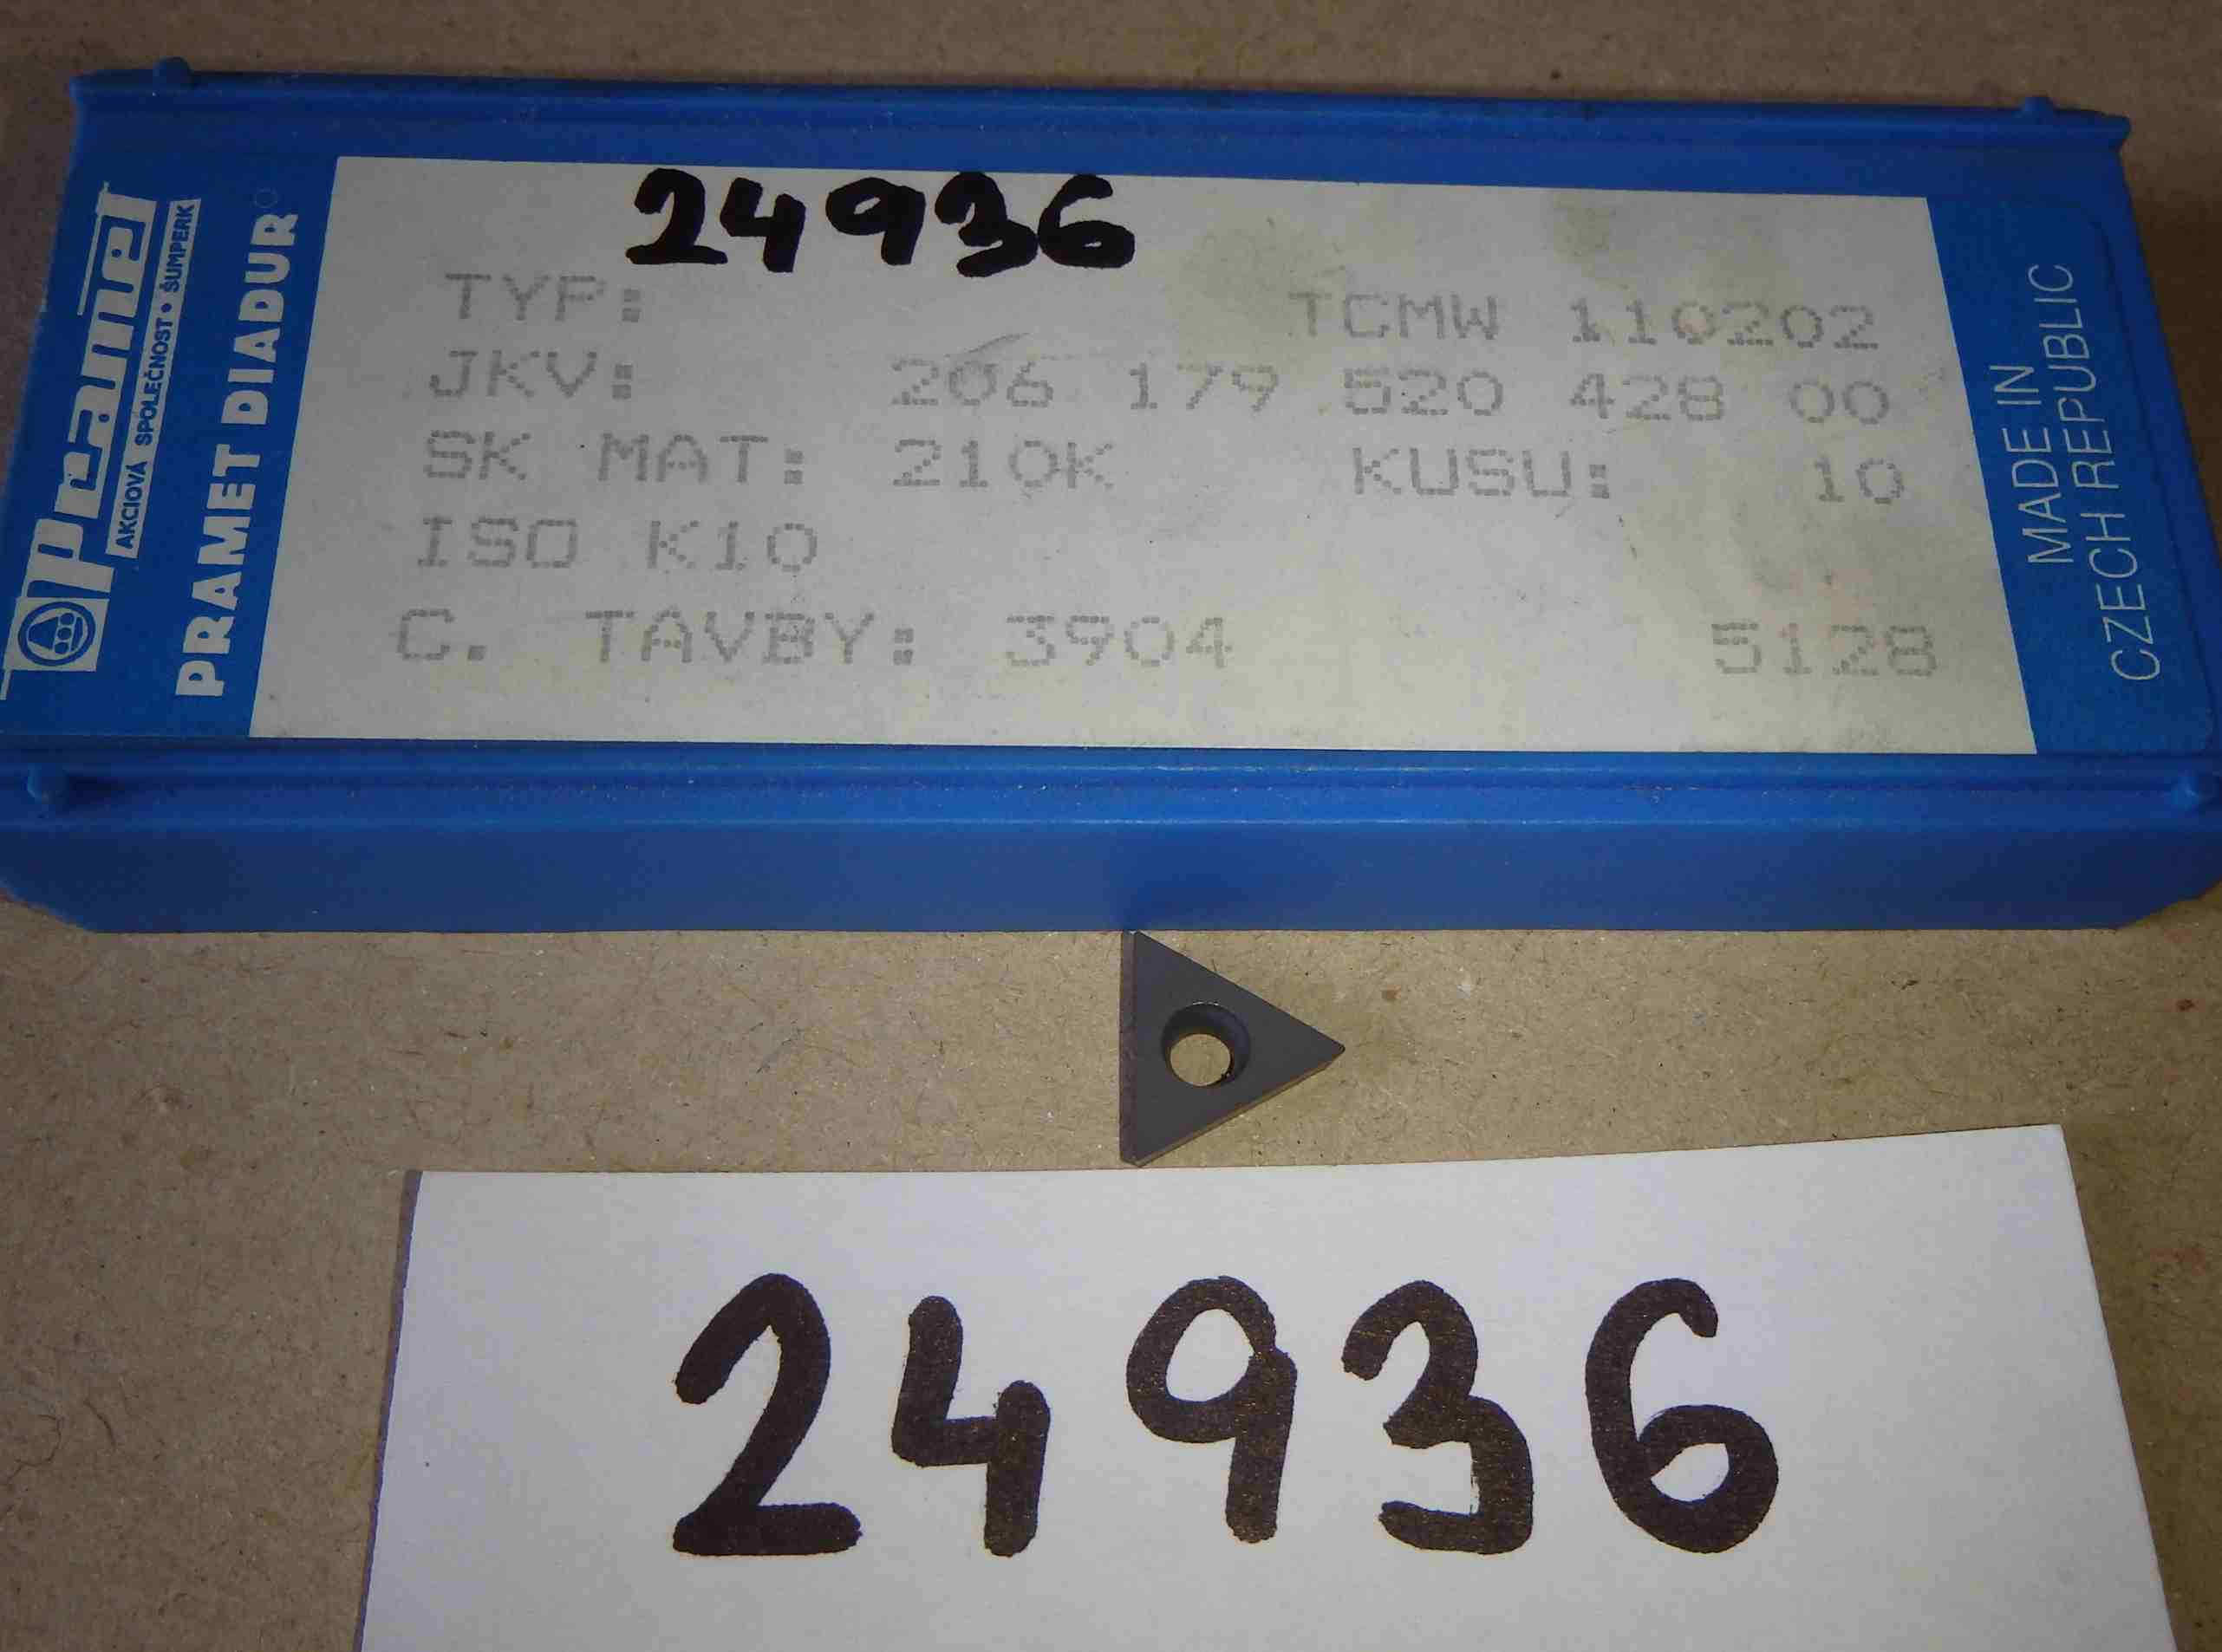 Pramet
AKCIOVÁ SPOLEČNOST • ŠUMPERK
PRAMET DIADUR
24936
TYP: TCMW 110202
JKV: 206 179 520 428 00
SK MAT: 210K KUSU: 10
ISO K10
C. TAVBY: 3904 5128
MADE IN
CZECH REPUBLIC
24936